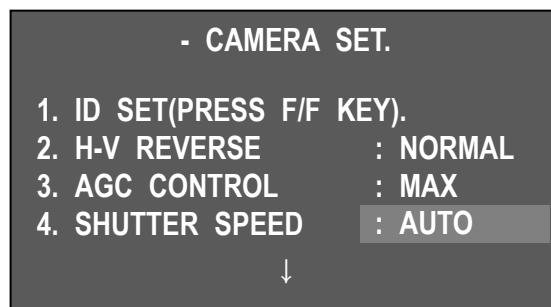 - CAMERA SET.
1. ID SET(PRESS F/F KEY).
2. H-V REVERSE : NORMAL
3. AGC CONTROL : MAX
4. SHUTTER SPEED : AUTO
↓